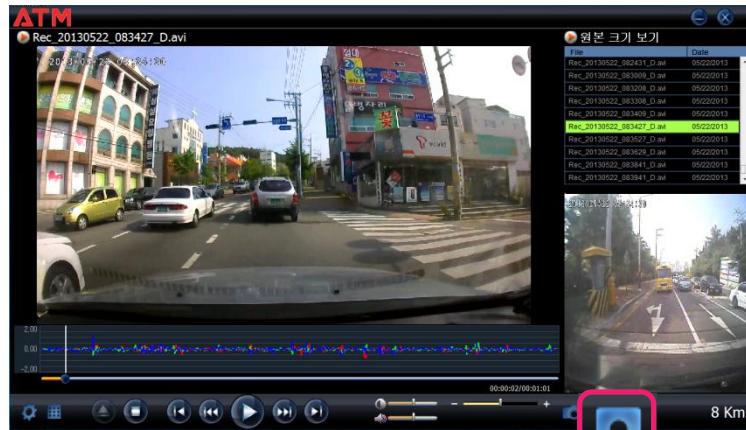 ATM
Rec_20130522_083427_D.avi
원본 크기 보기
File Date
Rec_20130522_082431_D.avi 05/22/2013
Rec_20130522_083009_D.avi 05/22/2013
Rec_20130522_083208_D.avi 05/22/2013
Rec_20130522_083308_D.avi 05/22/2013
Rec_20130522_083409_D.avi 05/22/2013
Rec_20130522_083427_D.avi 05/22/2013
Rec_20130522_083527_D.avi 05/22/2013
Rec_20130522_083629_D.avi 05/22/2013
Rec_20130522_083841_D.avi 05/22/2013
Rec_20130522_083941_D.avi 05/22/2013
T world
2.00
0.00
-2.00
00:00:02/00:01:01
- +
8 Km